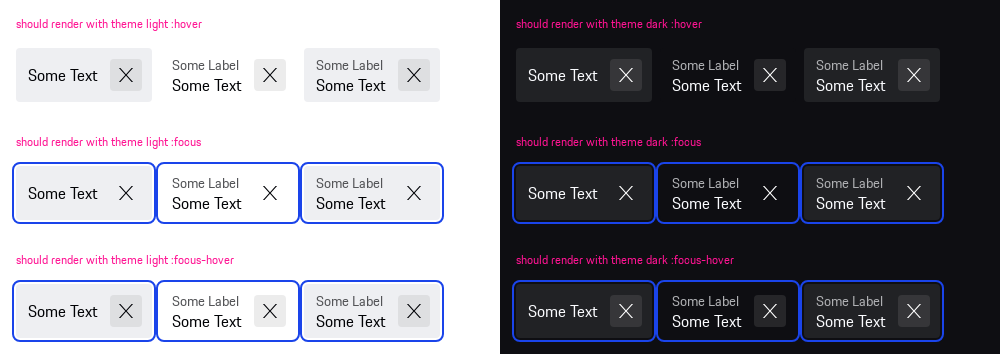 should render with theme light :hover
Some Text
Some Label
Some Text
Some Label
Some Text
should render with theme light :focus
Some Text
Some Label
Some Text
Some Label
Some Text
should render with theme light :focus-hover
Some Text
Some Label
Some Text
Some Label
Some Text
should render with theme dark :hover
Some Text
Some Label
Some Text
Some Label
Some Text
should render with theme dark :focus
Some Text
Some Label
Some Text
Some Label
Some Text
should render with theme dark :focus-hover
Some Text
Some Label
Some Text
Some Label
Some Text